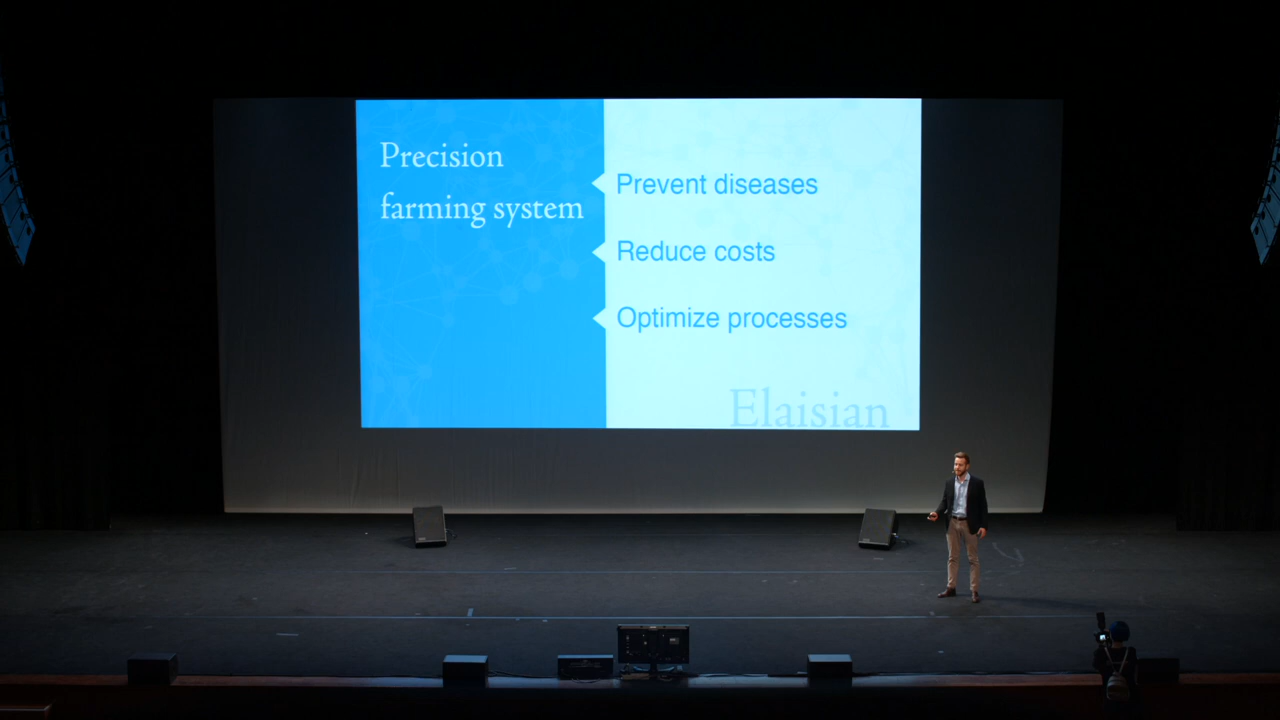 Precision
farming system
Prevent diseases
Reduce costs
Optimize processes
Elaisian